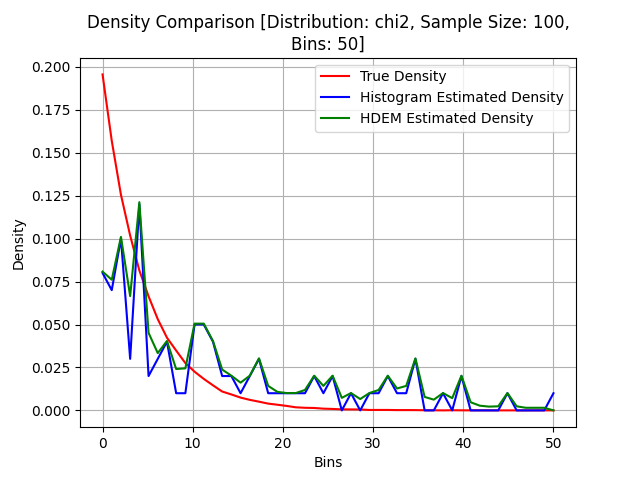 Density Comparison [Distribution: chi2, Sample Size: 100,
Bins: 50]
0.200
0.175
0.150
0.125
0.100
0.075
0.050
0.025
0.000
Density
True Density
Histogram Estimated Density
HDEM Estimated Density
0 10 20 30 40 50
Bins